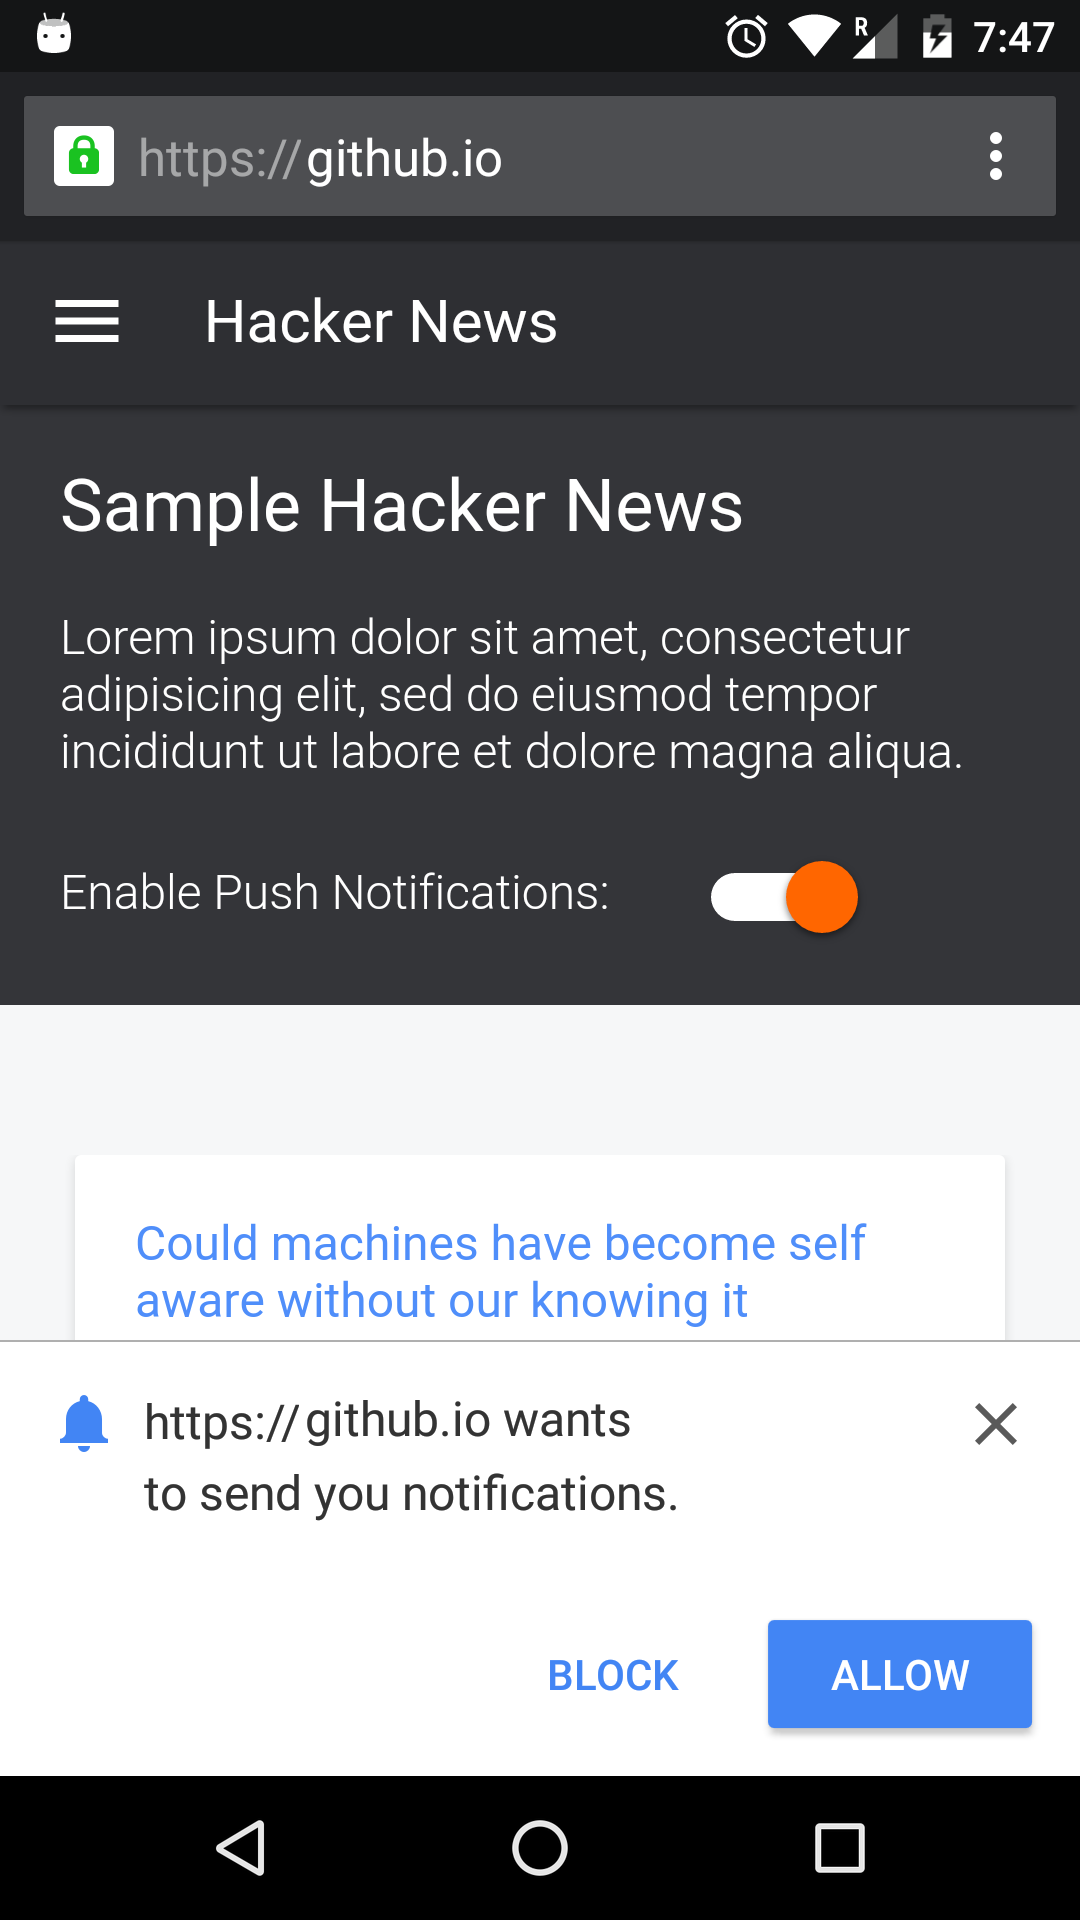 R 7:47
https://github.io
Hacker News
Sample Hacker News
Lorem ipsum dolor sit amet, consectetur
adipisicing elit, sed do eiusmod tempor
incididunt ut labore et dolore magna aliqua.
Enable Push Notifications:
Could machines have become self
aware without our knowing it
https://github.io wants
to send you notifications.
BLOCK ALLOW